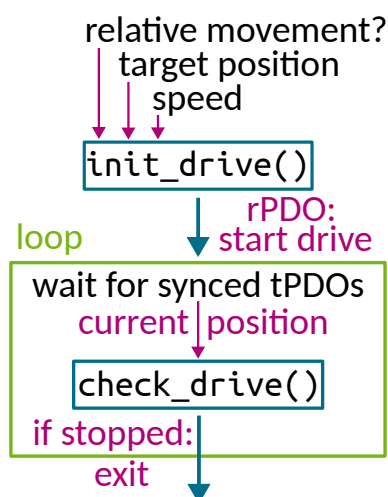 relative movement?
target position
speed
init_drive()
rPDO:
start drive
loop
wait for synced tPDOs
current position
check_drive()
if stopped:
exit